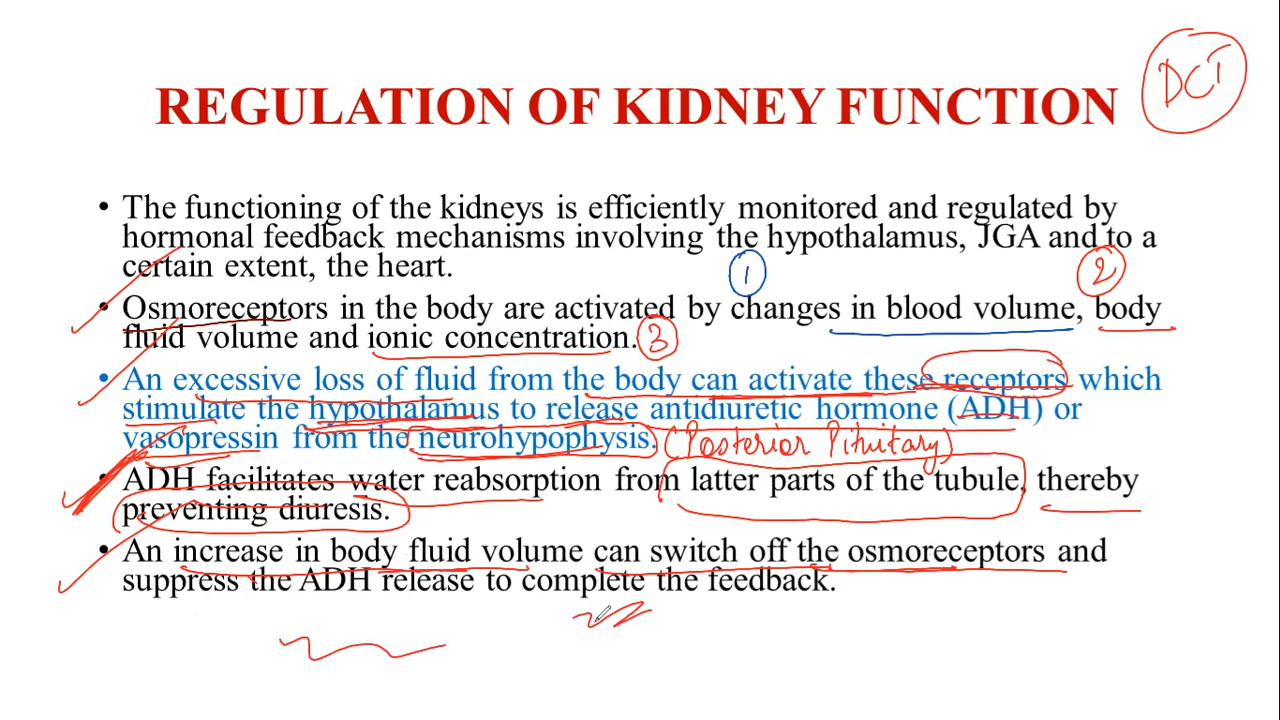 DCT
REGULATION OF KIDNEY FUNCTION
• The functioning of the kidneys is efficiently monitored and regulated by
hormonal feedback mechanisms involving the hypothalamus, JGA and to a
certain extent, the heart.
1 2
• Osmoreceptors in the body are activated by changes in blood volume, body
fluid volume and ionic concentration. 3
• An excessive loss of fluid from the body can activate these receptors which
stimulate the hypothalamus to release antidiuretic hormone (ADH) or
vasopressin from the neurohypophysis. (Posterior Pituitary)
• ADH facilitates water reabsorption from latter parts of the tubule, thereby
preventing diuresis.
• An increase in body fluid volume can switch off the osmoreceptors and
suppress the ADH release to complete the feedback.